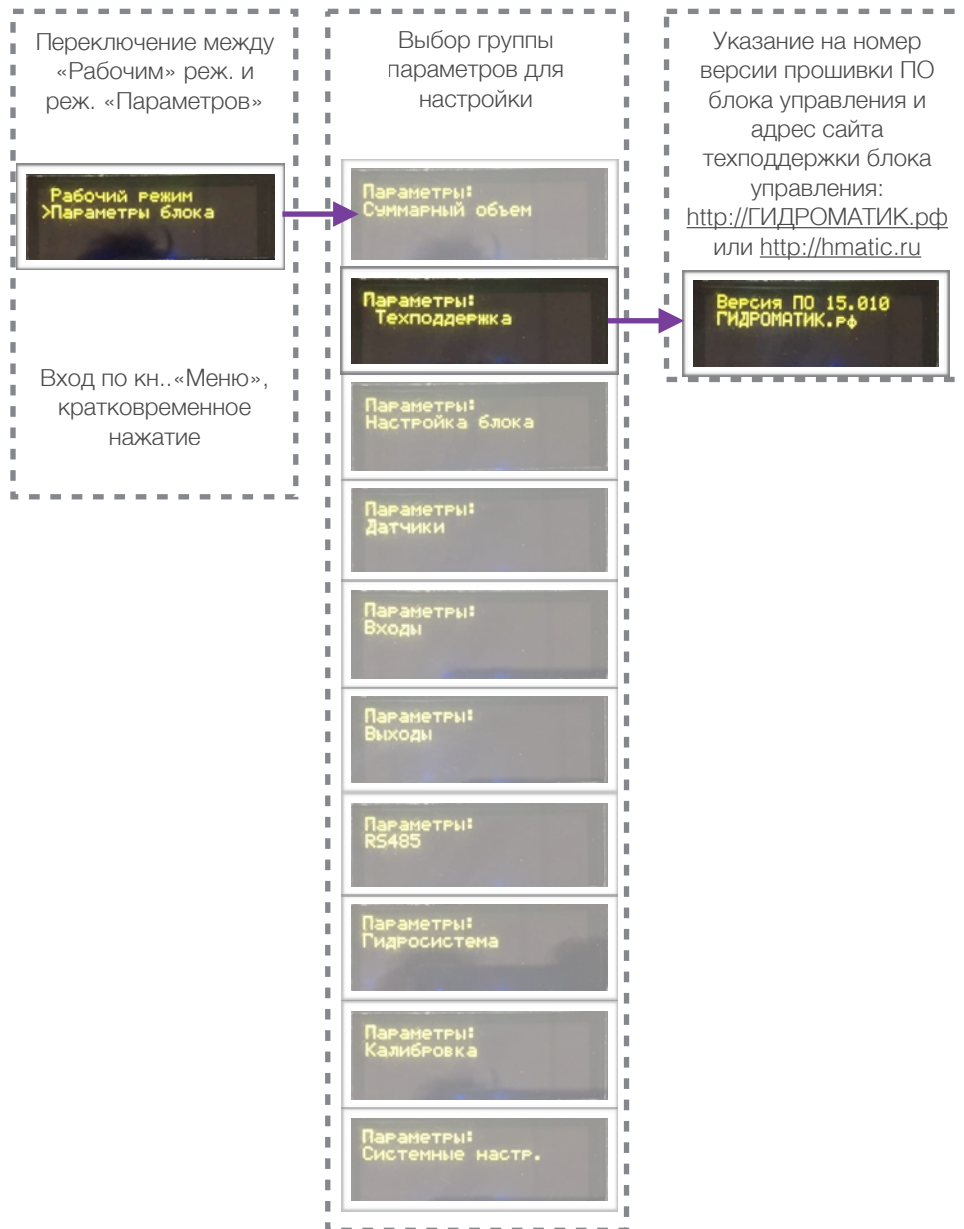 Переключение между
«Рабочим» реж. и
реж. «Параметров»
Рабочий режим
>Параметры блока
Вход по кн..«Меню»,
кратковременное
нажатие
Выбор группы
параметров для
настройки
Параметры:
Суммарный объем
Параметры:
Техподдержка
Параметры:
Настройка блока
Параметры:
Датчики
Параметры:
Входы
Параметры:
Выходы
Параметры:
RS485
Параметры:
Гидросистема
Параметры:
Калибровка
Параметры:
Системные настр.
Указание на номер
версии прошивки ПО
блока управления и
адрес сайта
техподдержки блока
управления:
http://ГИДРОМАТИК.рф
или http://hmatic.ru
Версия ПО 15.010
ГИДРОМАТИК.рф